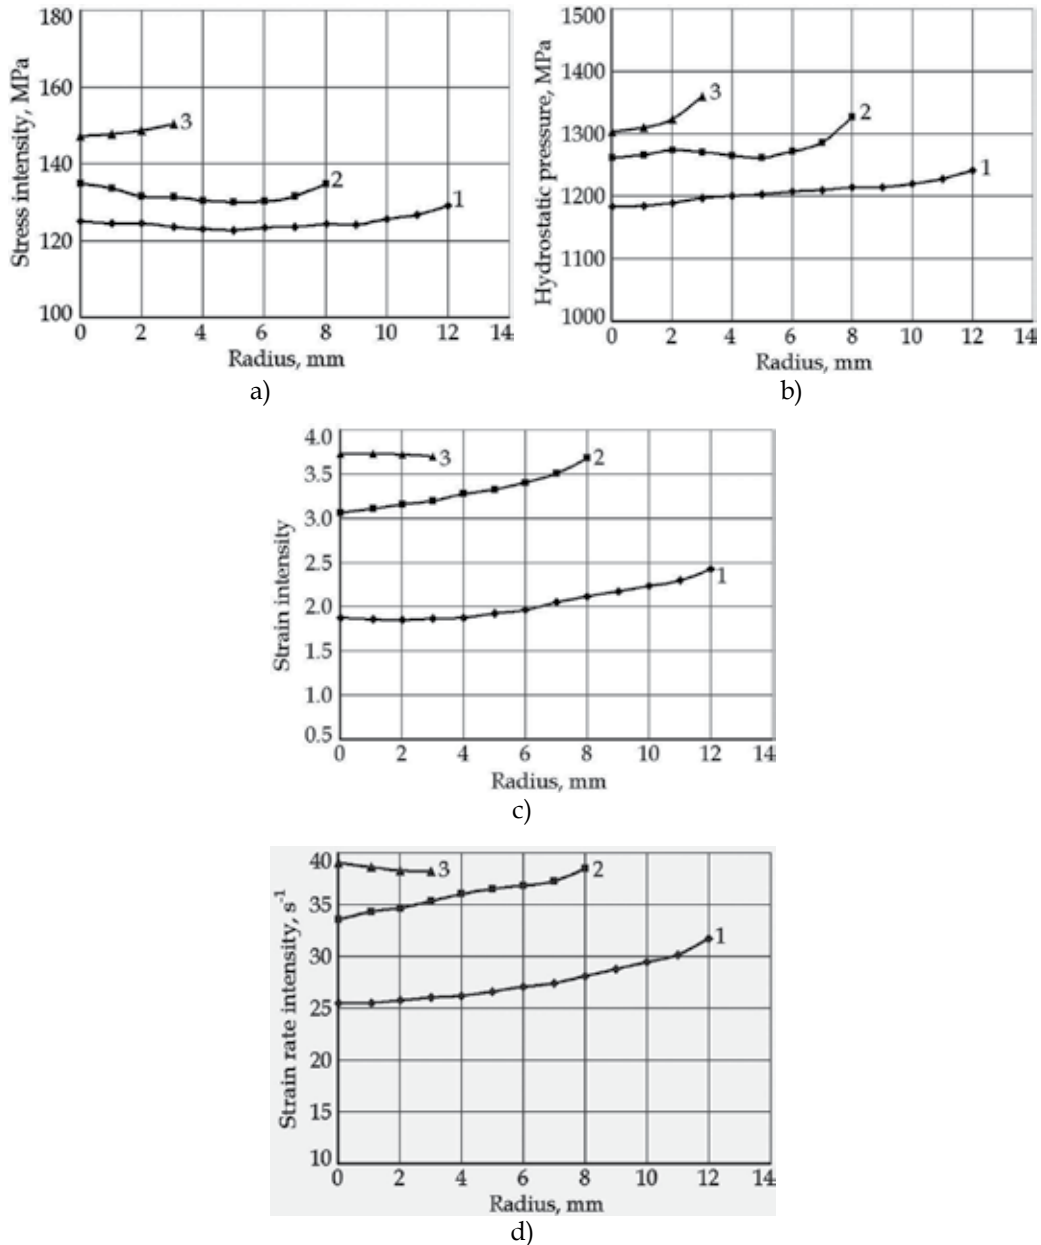 180
160
140
120
100
Stress intensity, MPa
3
2
1
0 2 4 6 8 10 12 14
Radius, mm
a)
1500
1400
1300
1200
1100
1000
Hydrostatic pressure, MPa
3
2
1
0 2 4 6 8 10 12 14
Radius, mm
b)
4.0
3.5
3.0
2.5
2.0
1.5
1.0
0.5
Strain intensity
3
2
1
0 2 4 6 8 10 12 14
Radius, mm
c)
40
35
30
25
20
15
10
Strain rate intensity, s⁻¹
3
2
1
0 2 4 6 8 10 12 14
Radius, mm
d)